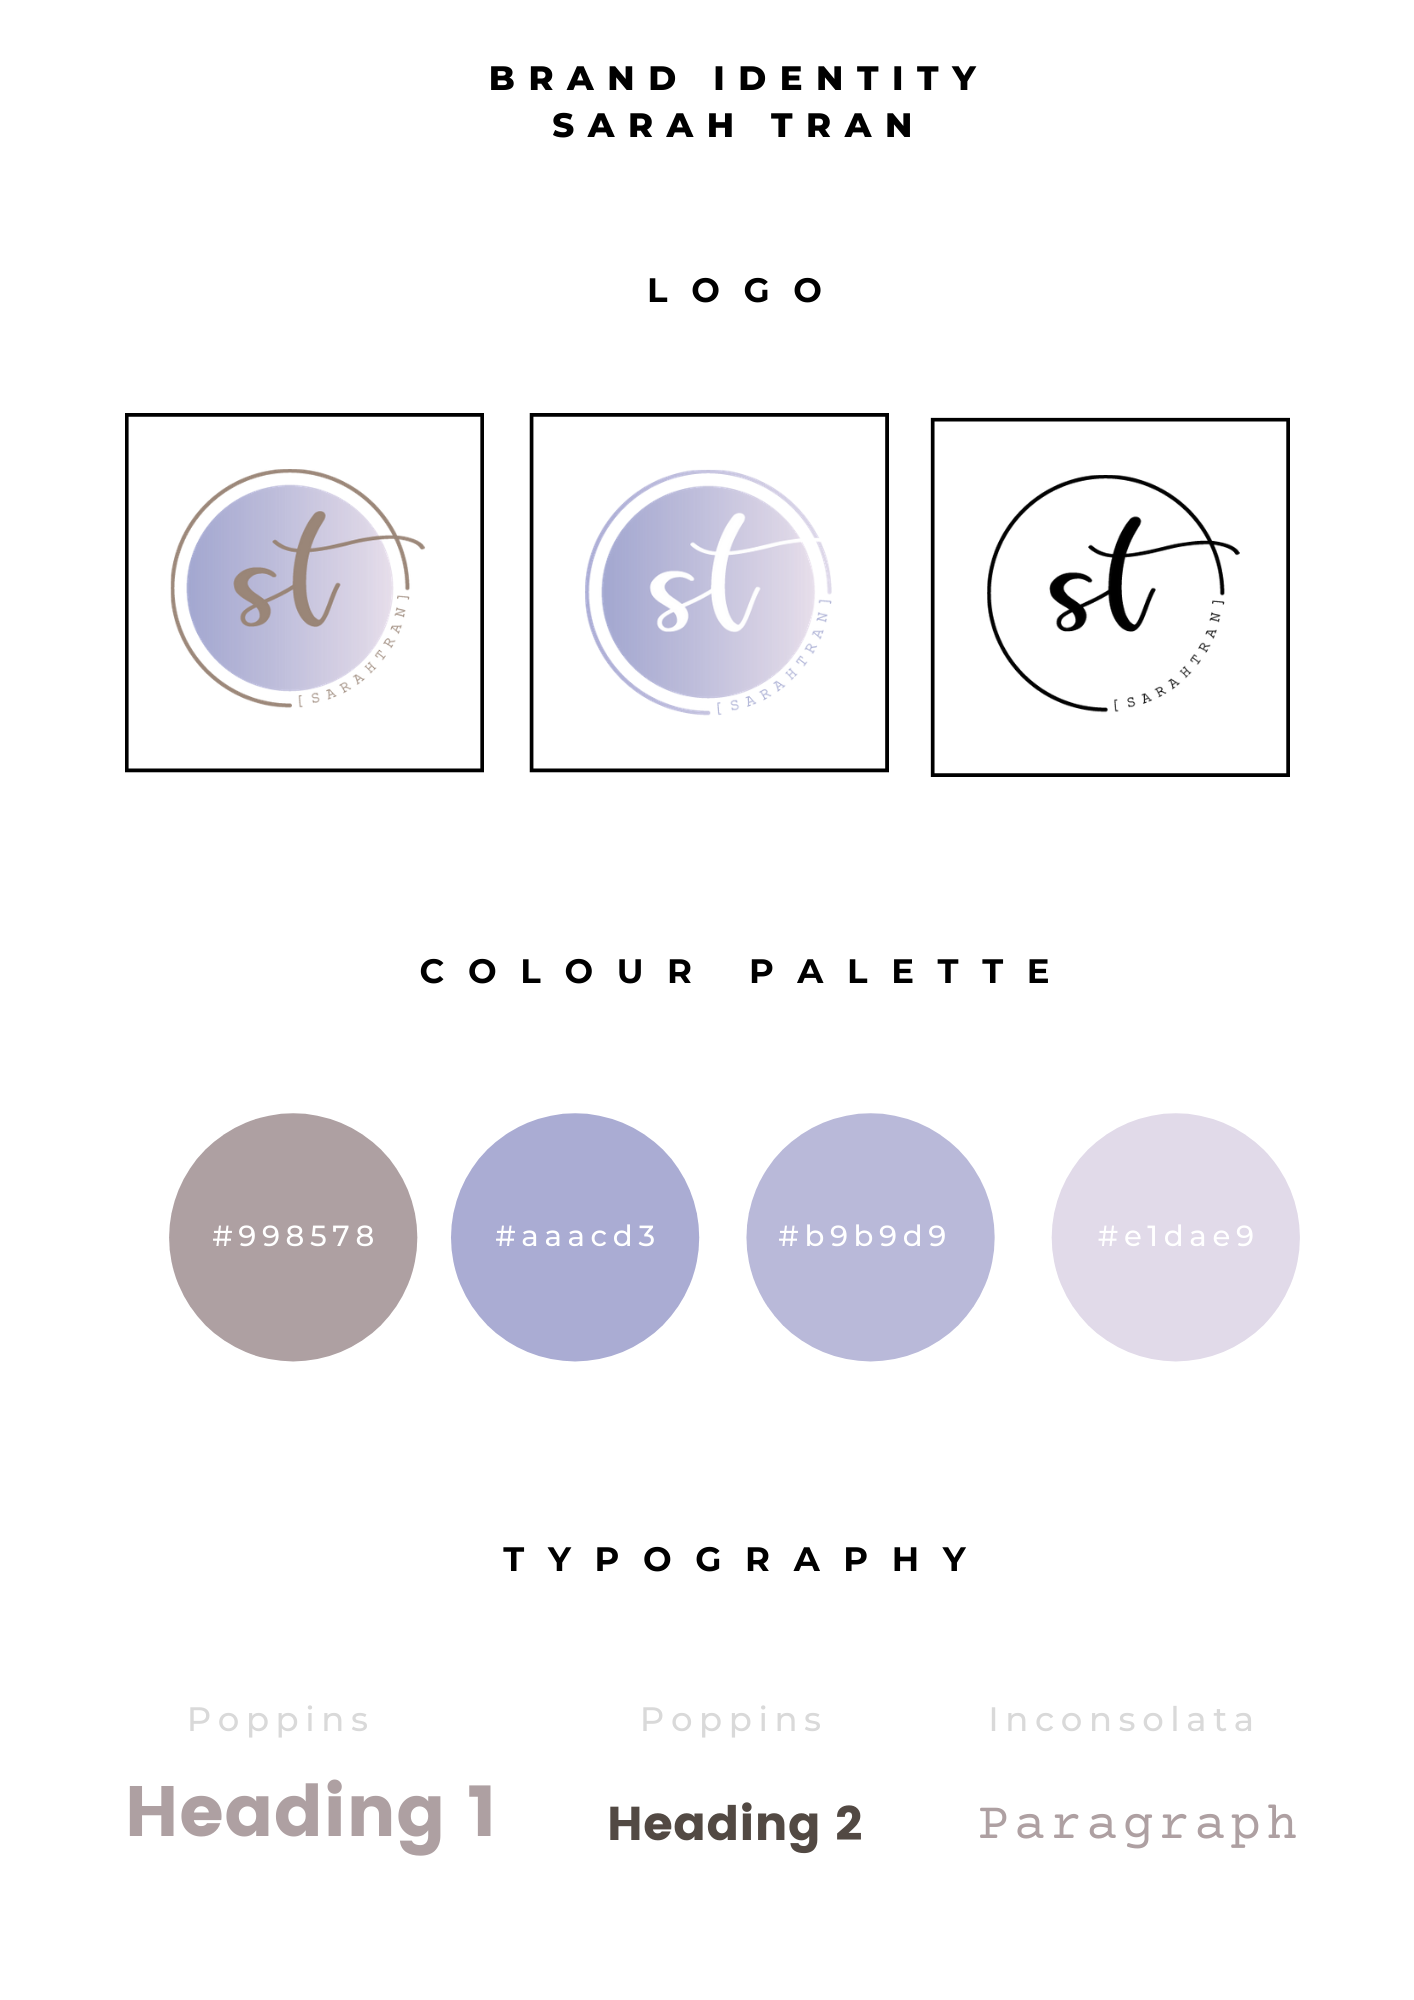 BRAND IDENTITY
SARAH TRAN
LOGO
st
[SARAHTRAN]
st
[SARAHTRAN]
st
[SARAHTRAN]
COLOUR PALETTE
#998578
#aaacd3
#b9b9d9
#e1dae9
TYPOGRAPHY
Poppins
Poppins
Inconsolata
Heading 1
Heading 2
Paragraph